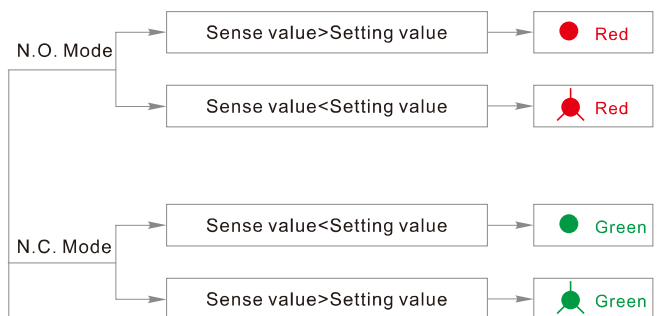 N.O. Mode
Sense value>Setting value
Red
Sense value<Setting value
Red
N.C. Mode
Sense value<Setting value
Green
Sense value>Setting value
Green